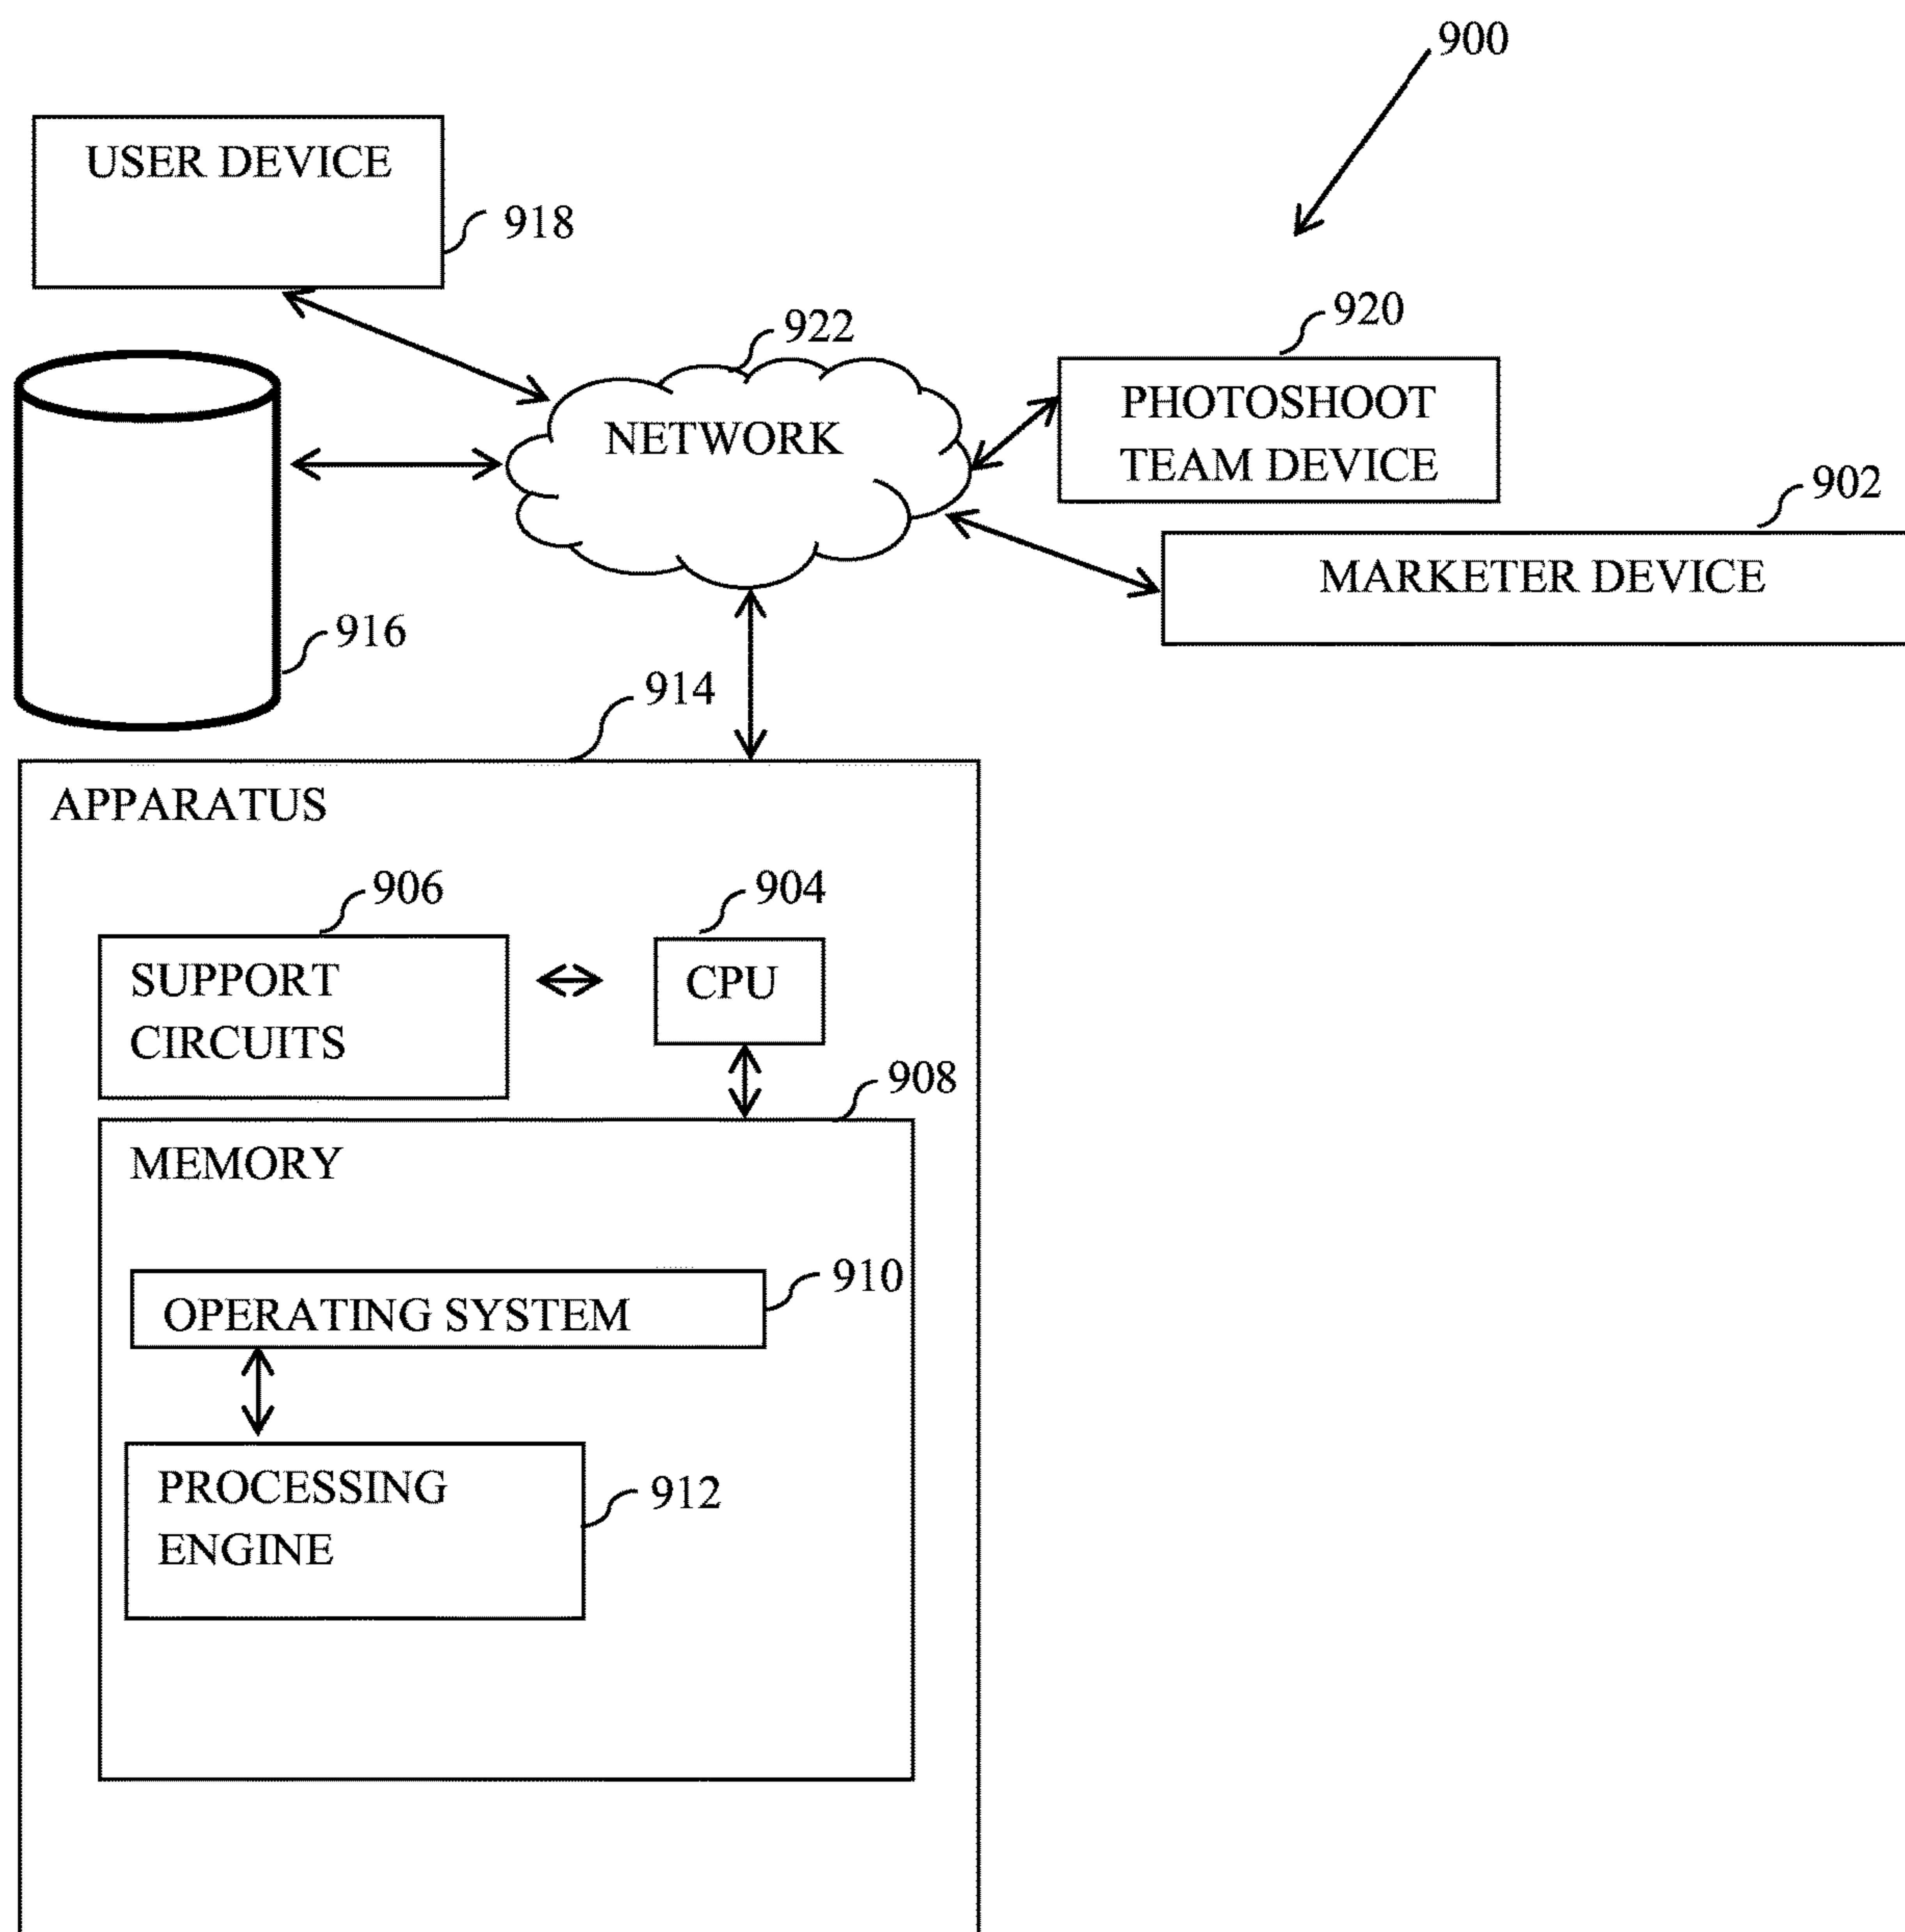 900
USER DEVICE
918
922
920
NETWORK
PHOTOSHOOT
TEAM DEVICE
902
MARKETER DEVICE
916
914
APPARATUS
906
904
SUPPORT
CIRCUITS
CPU
908
MEMORY
910
OPERATING SYSTEM
PROCESSING
ENGINE
912